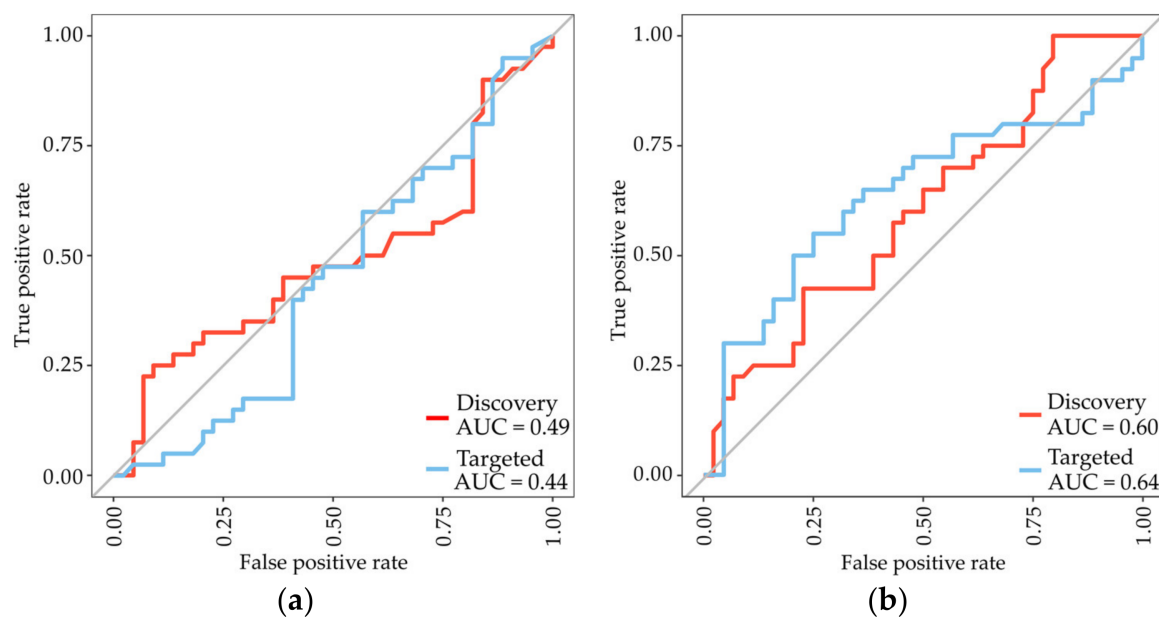 1.00
0.75
0.50
0.25
0.00
True positive rate
Discovery
AUC = 0.49
Targeted
AUC = 0.44
0.00
0.25
0.50
0.75
1.00
False positive rate
(a)
1.00
0.75
0.50
0.25
0.00
True positive rate
Discovery
AUC = 0.60
Targeted
AUC = 0.64
0.00
0.25
0.50
0.75
1.00
False positive rate
(b)